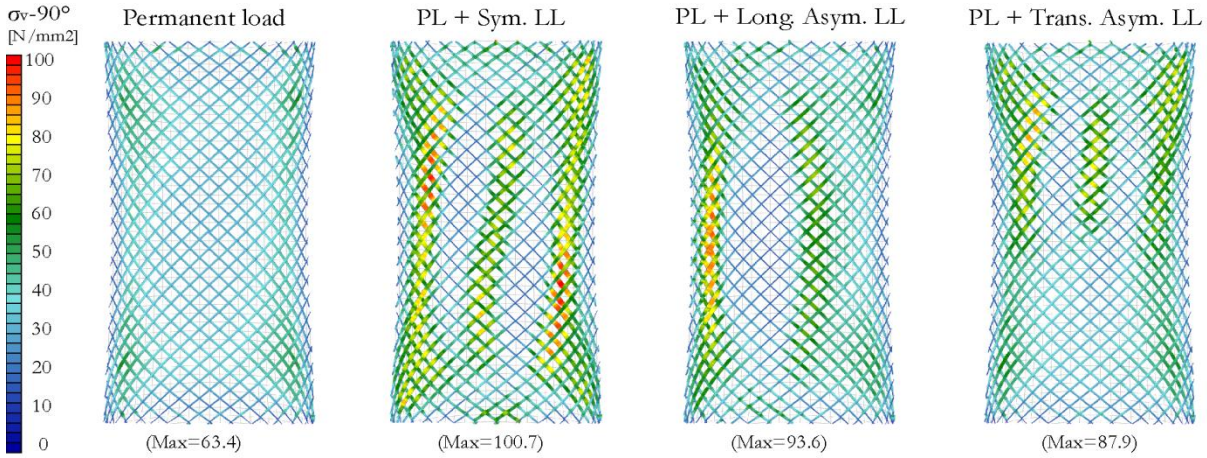 σv-90°
[N/mm2]
Permanent load
PL + Sym. LL
PL + Long. Asym. LL
PL + Trans. Asym. LL
100
90
80
70
60
50
40
30
20
10
0
(Max=63.4)
(Max=100.7)
(Max=93.6)
(Max=87.9)